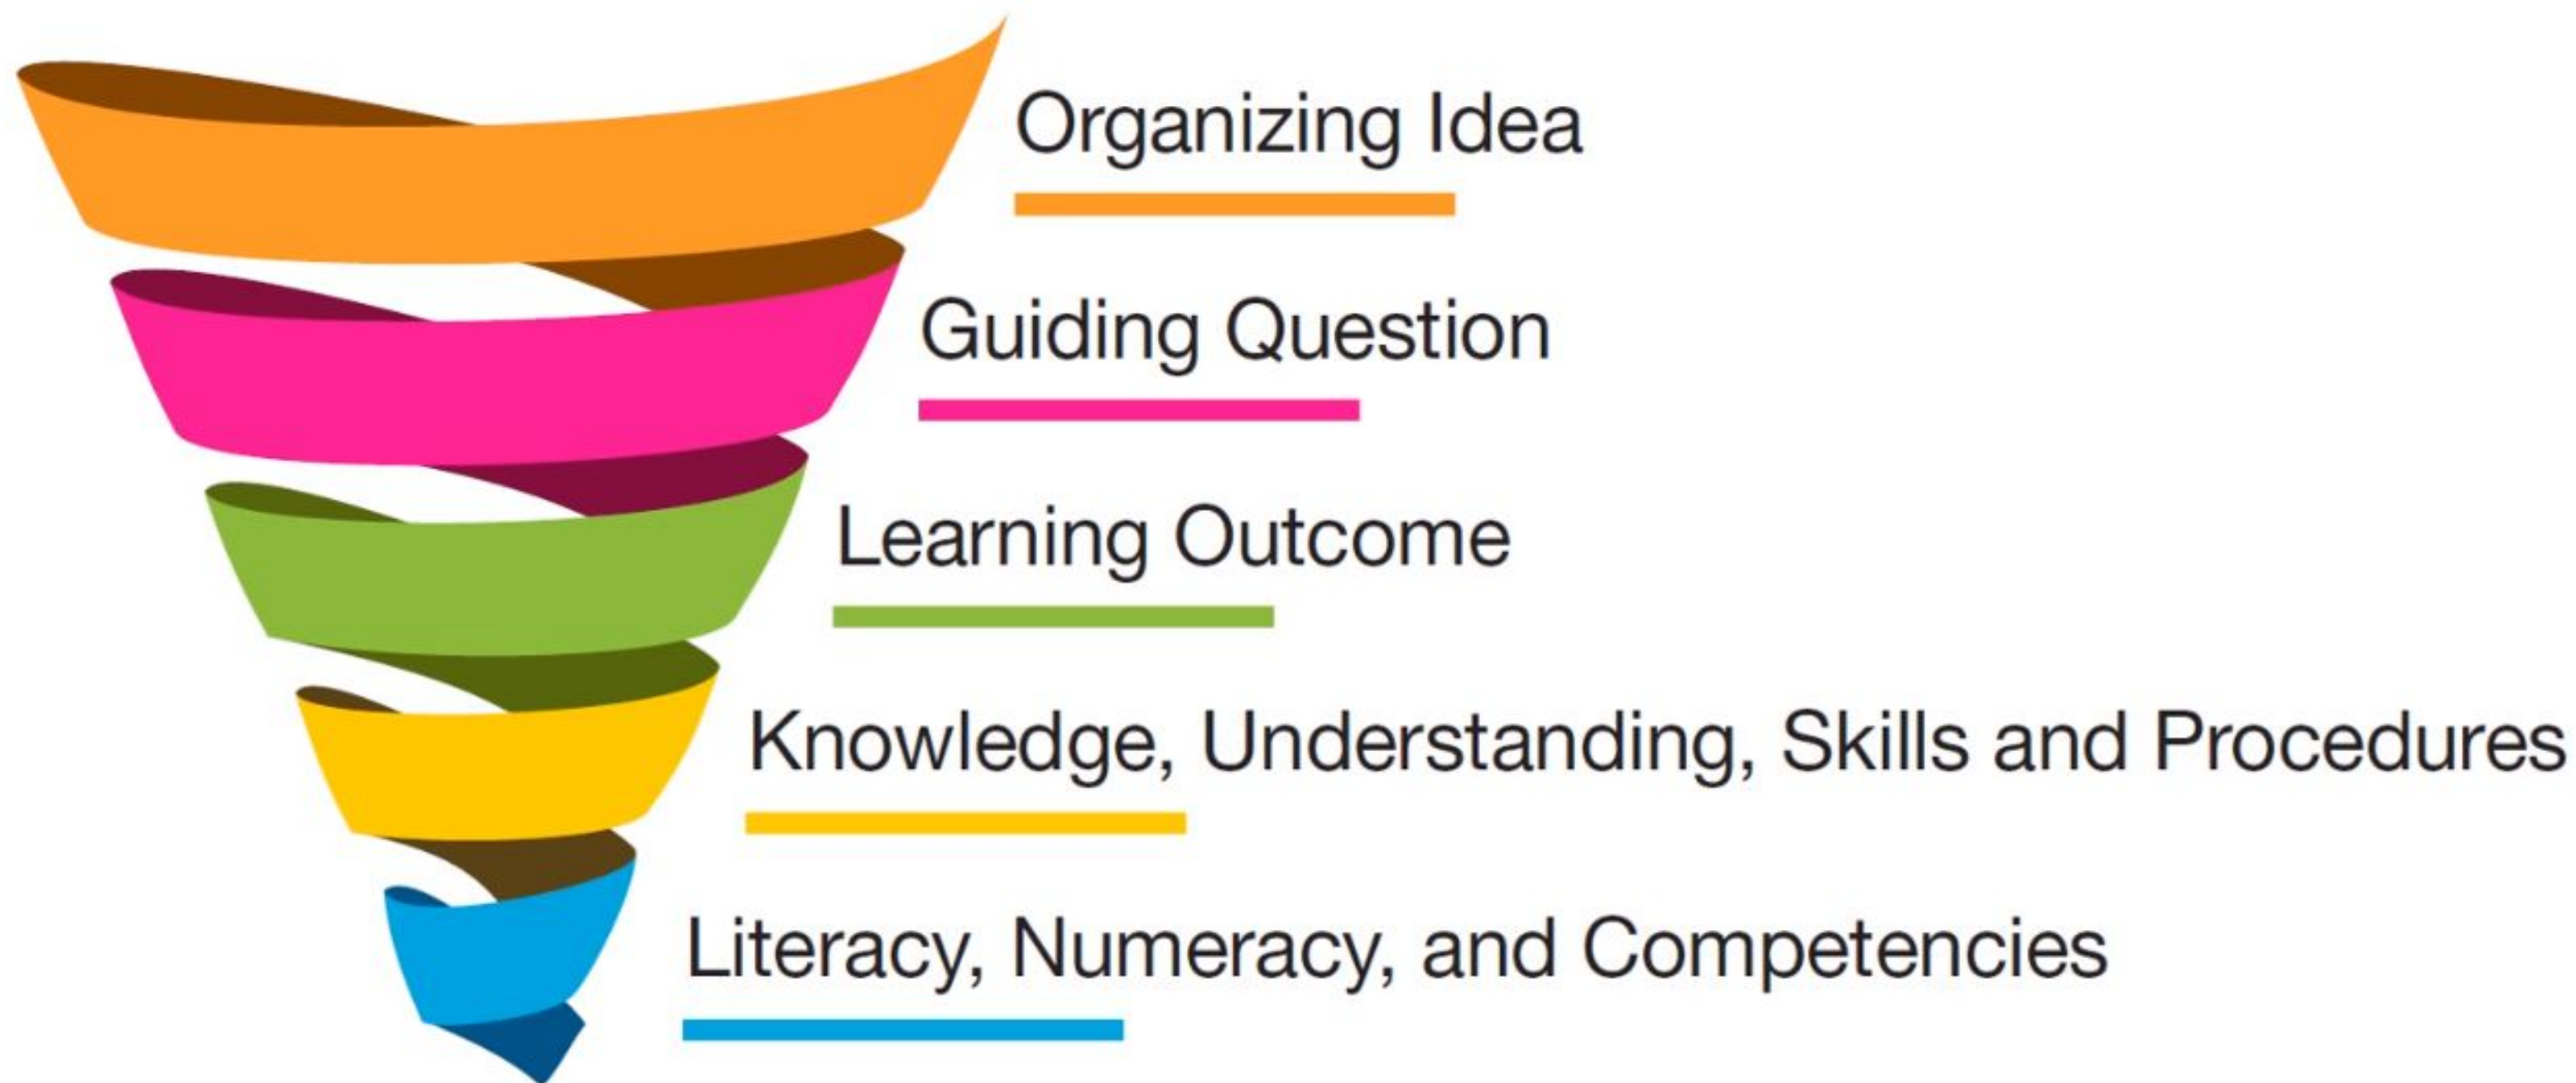 Organizing Idea
Guiding Question
Learning Outcome
Knowledge, Understanding, Skills and Procedures
Literacy, Numeracy, and Competencies